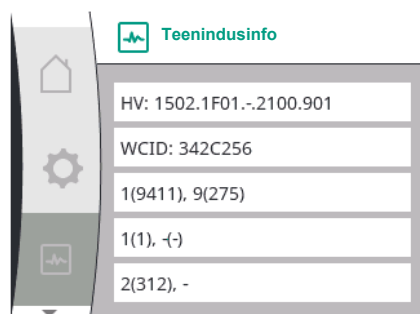 Teenindusinfo
HV: 1502.1F01.-.2100.901
WCID: 342C256
1(9411), 9(275)
1(1), -(-)
2(312), -